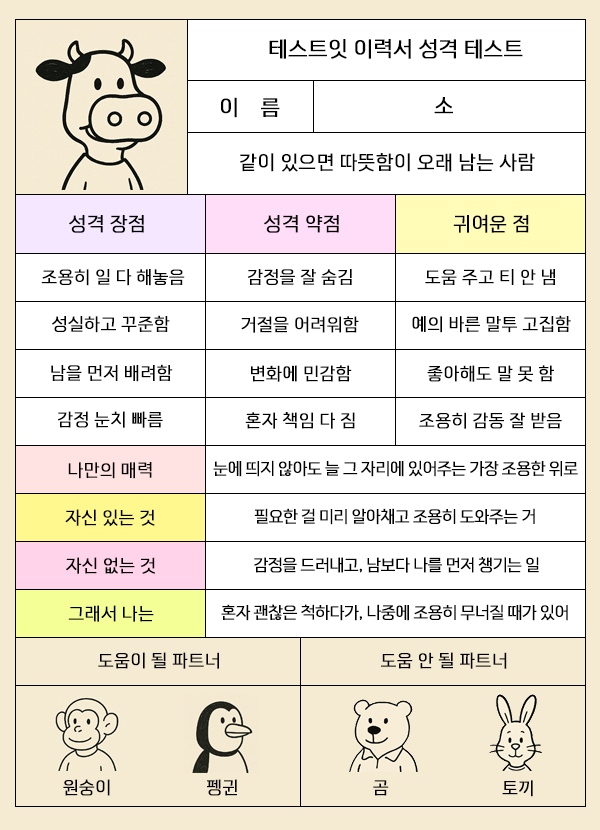 테스트잇 이력서 성격 테스트
이 름 소
같이 있으면 따뜻함이 오래 남는 사람
성격 장점 성격 약점 귀여운 점
조용히 일 다 해놓음 감정을 잘 숨김 도움 주고 티 안 냄
성실하고 꾸준함 거절을 어려워함 예의 바른 말투 고집함
남을 먼저 배려함 변화에 민감함 좋아해도 말 못 함
감정 눈치 빠름 혼자 책임 다 짐 조용히 감동 잘 받음
나만의 매력 눈에 띄지 않아도 늘 그 자리에 있어주는 가장 조용한 위로
자신 있는 것 필요한 걸 미리 알아채고 조용히 도와주는 거
자신 없는 것 감정을 드러내고, 남보다 나를 먼저 챙기는 일
그래서 나는 혼자 괜찮은 척하다가, 나중에 조용히 무너질 때가 있어
도움이 될 파트너 도움 안 될 파트너
원숭이 펭귄 곰 토끼